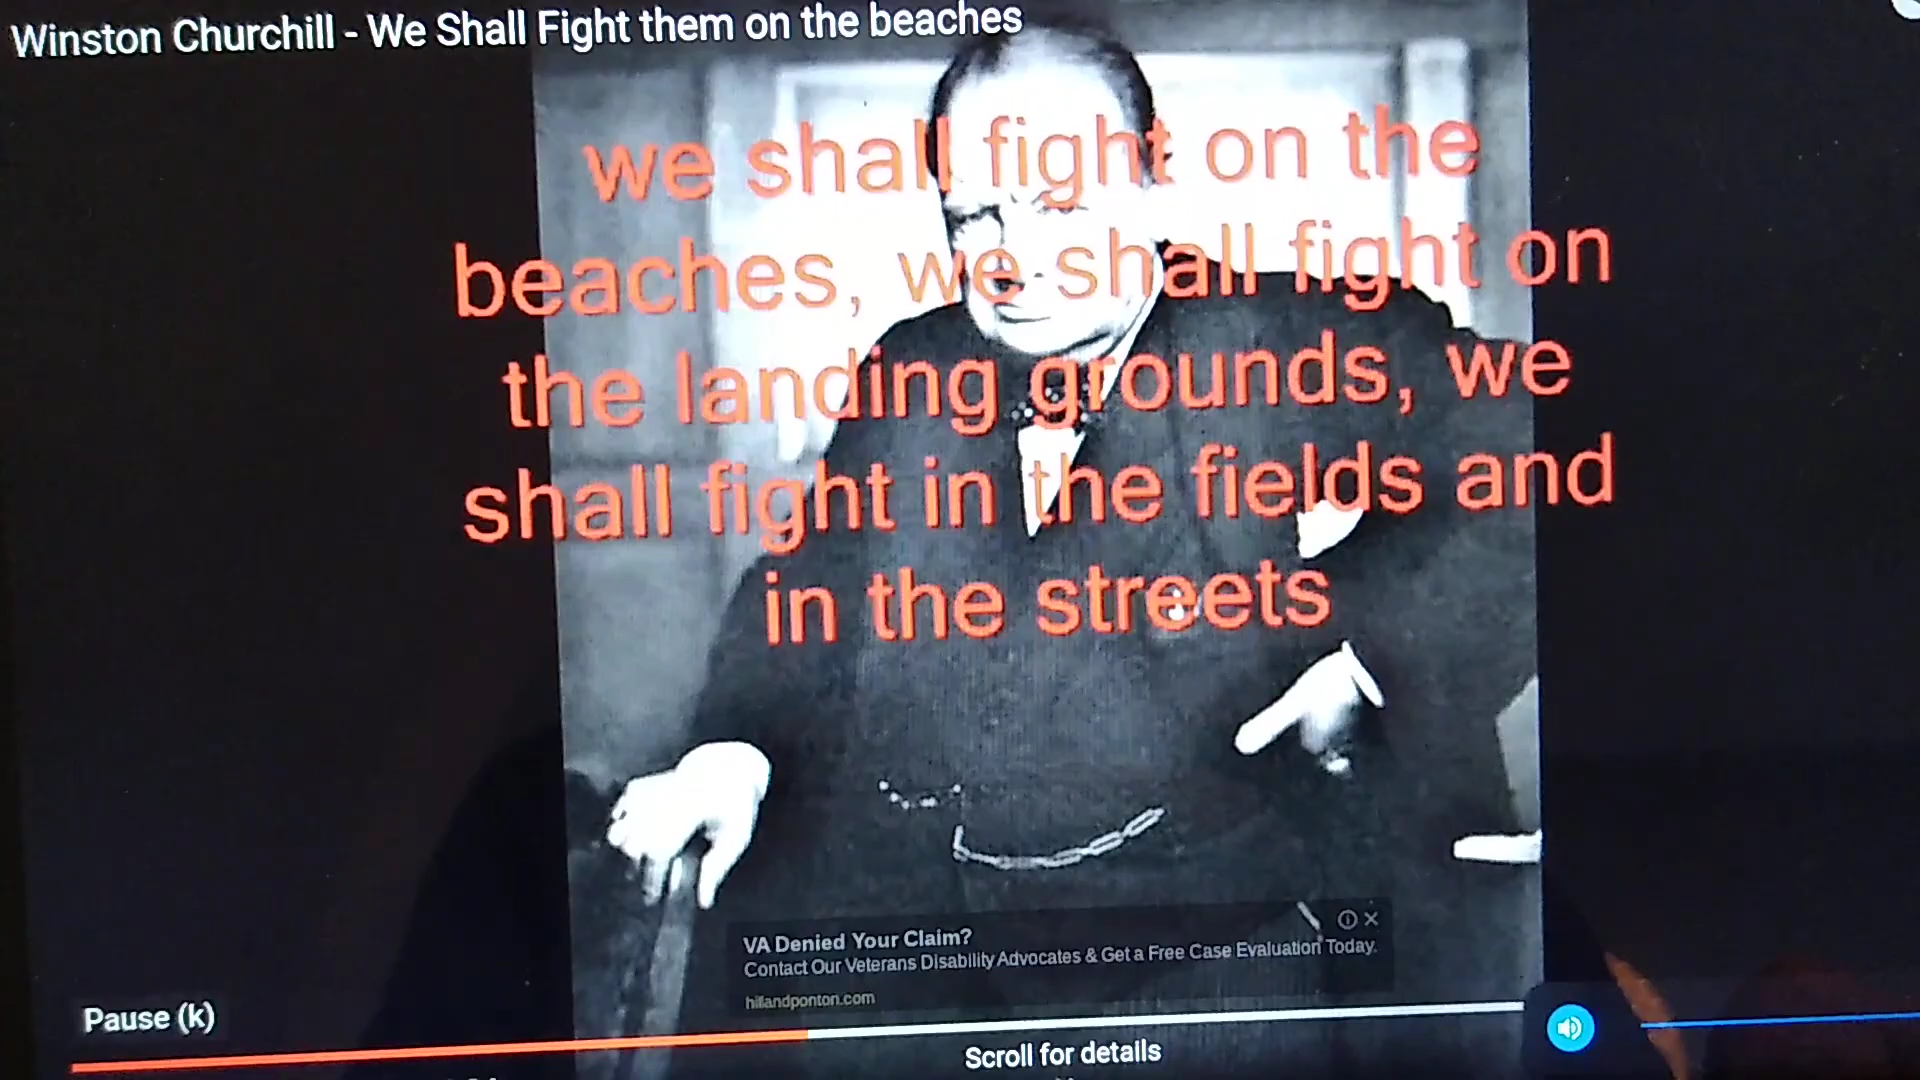 Winston Churchill - We Shall Fight them on the beaches
we shall fight on the
beaches, we shall fight on
the landing grounds, we
shall fight in the fields and
in the streets
VA Denied Your Claim?
Contact Our Veterans Disability Advocates & Get a Free Case Evaluation Today.
hillandponton.com
Pause (k)
Scroll for details